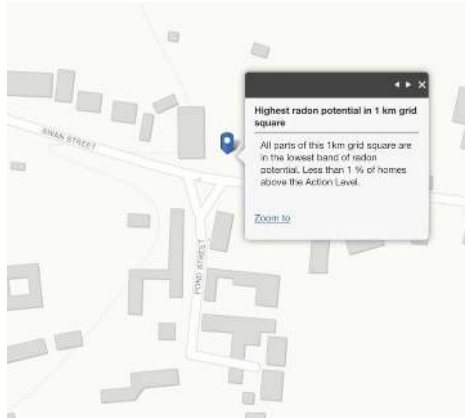 Highest radon potential in 1 km grid
square
All parts of this 1km grid square are
in the lowest band of radon
potential. Less than 1 % of homes
above the Action Level.
Zoom to
SWAN STREET
POND STREET